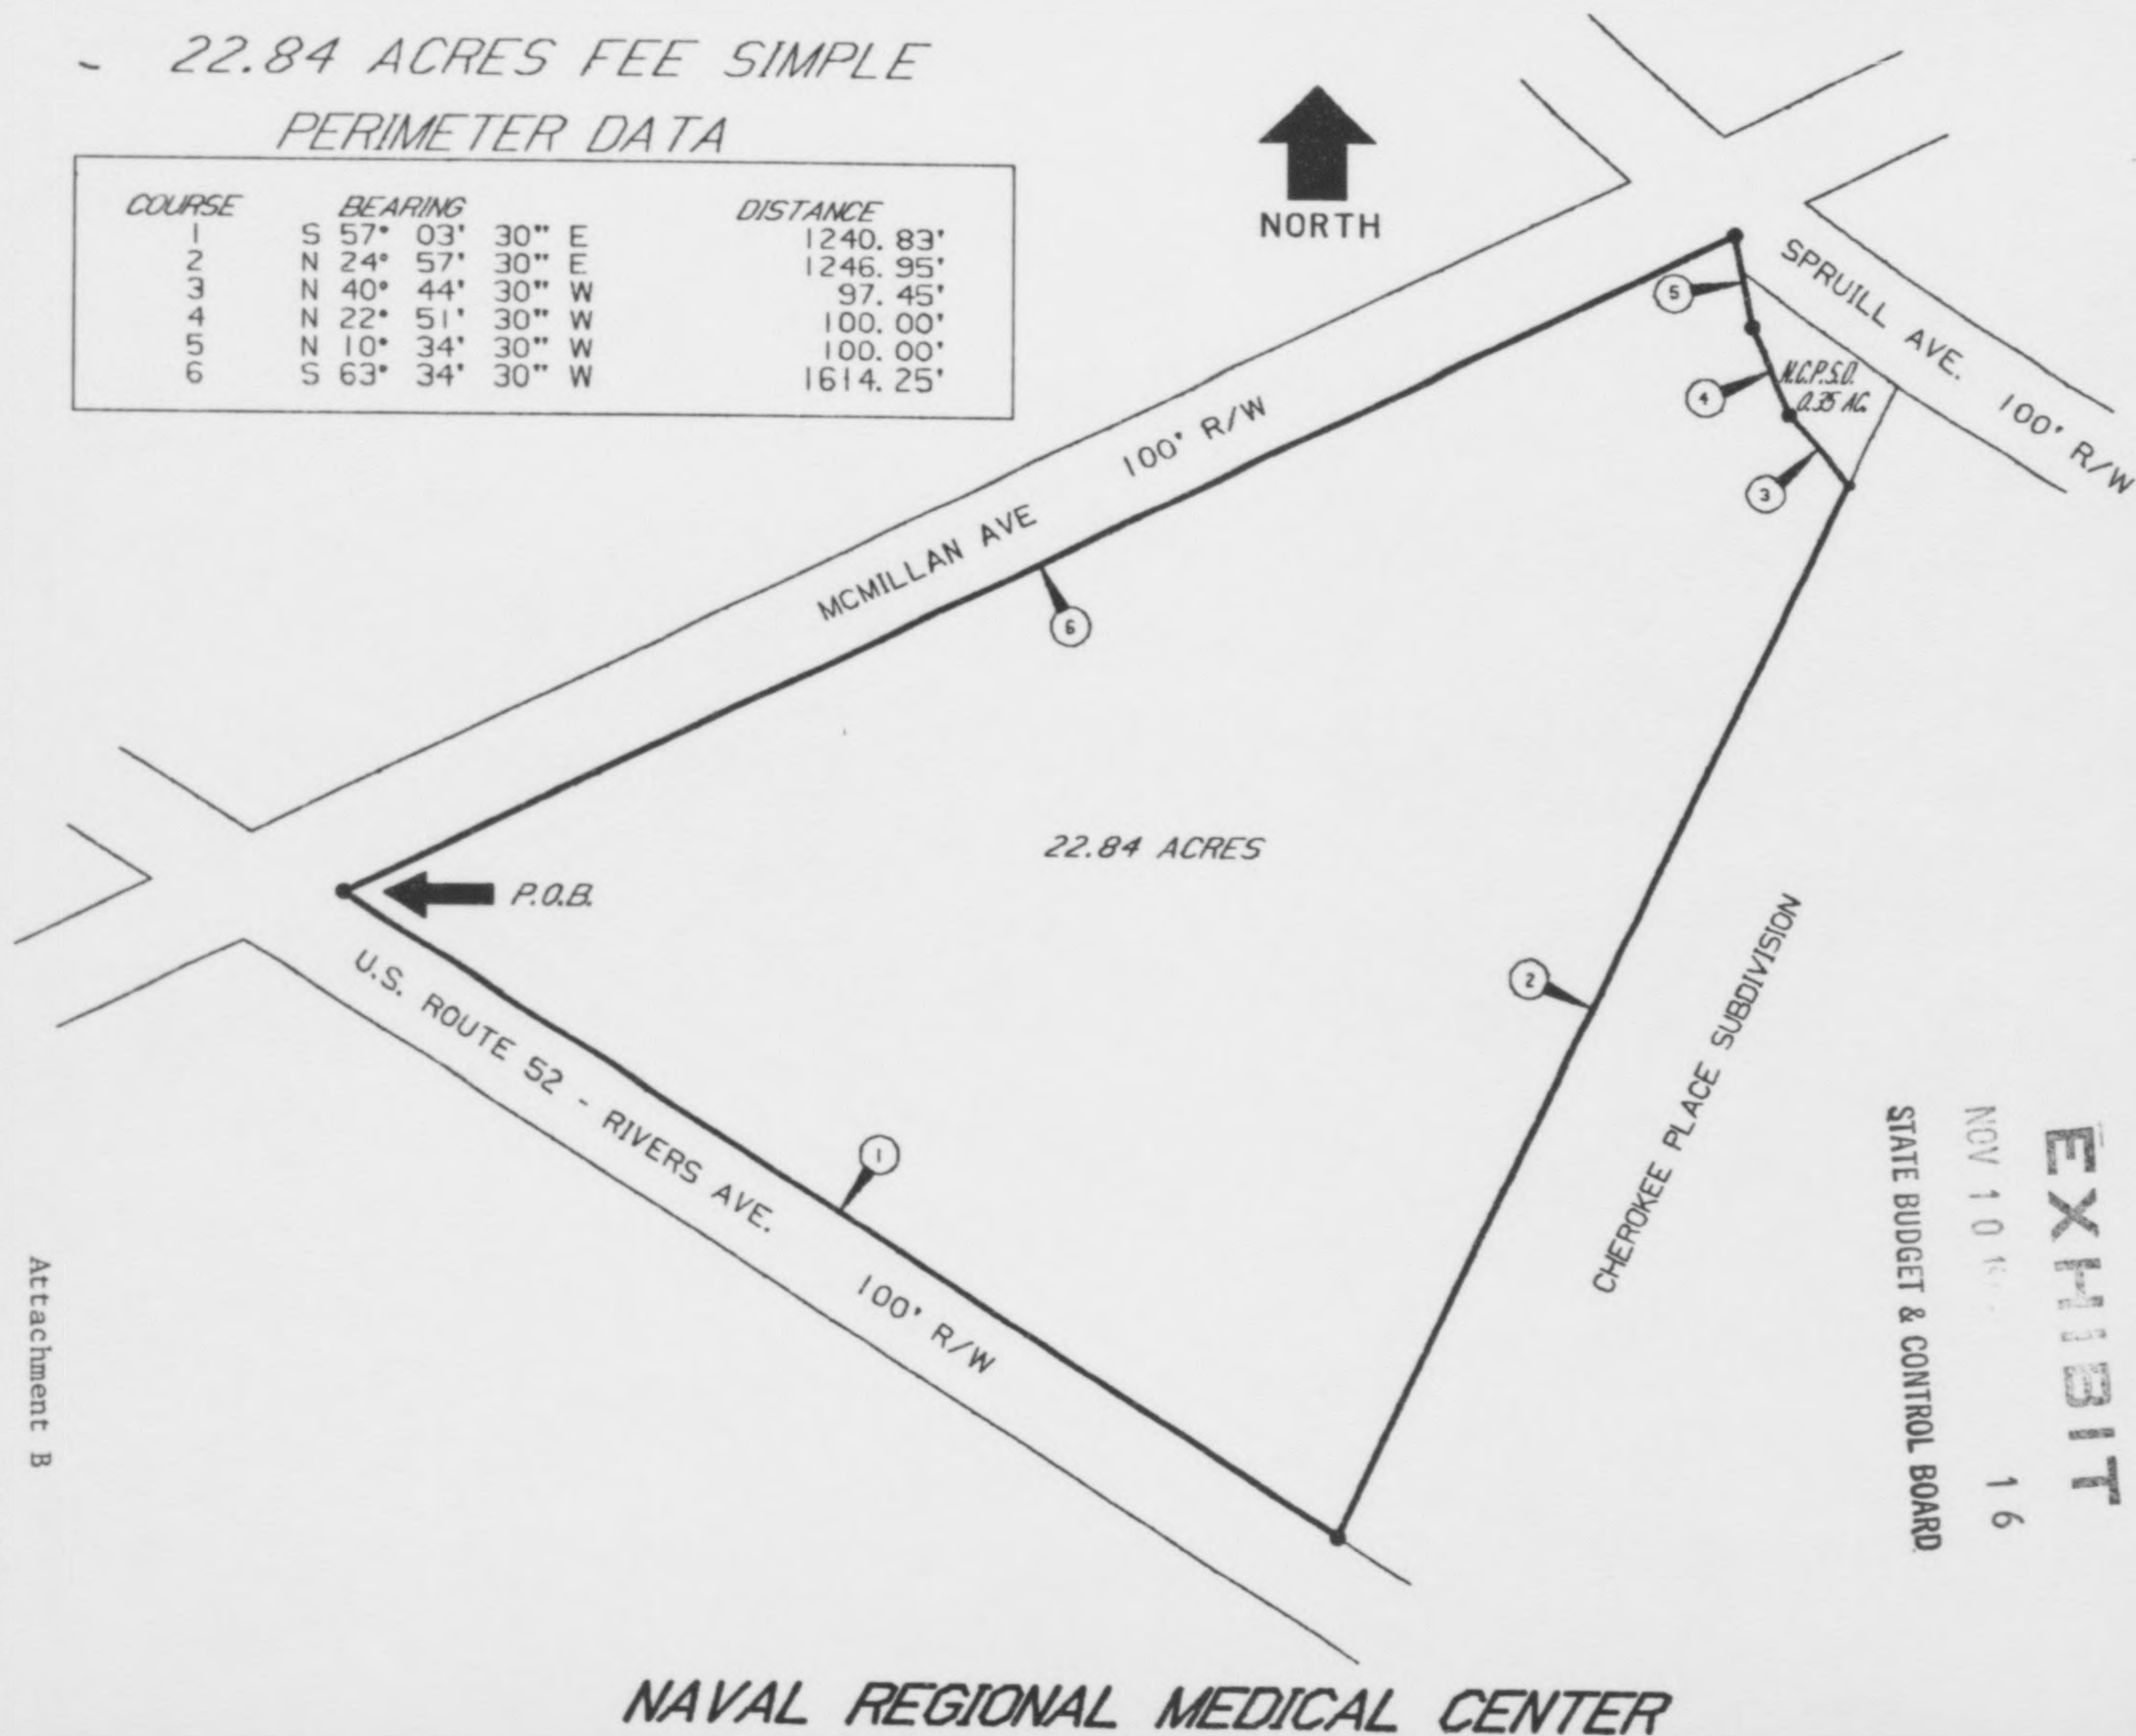 22.84 ACRES FEE SIMPLE
PERIMETER DATA
COURSE BEARING DISTANCE
1 S 57° 03' 30" E 1240.83'
2 N 24° 57' 30" E 1246.95'
3 N 40° 44' 30" W 97.45'
4 N 22° 51' 30" W 100.00'
5 N 10° 34' 30" W 100.00'
6 S 63° 34' 30" W 1614.25'
NORTH
SPRUILL AVE. 100' R/W
5
4
N.C.P.S.D.
0.35 AC.
3
MCMILLAN AVE 100' R/W
6
22.84 ACRES
P.O.B.
2
CHEROKEE PLACE SUBDIVISION
U.S. ROUTE 52 - RIVERS AVE. 100' R/W
1
EXHIBIT
NOV 10 16
STATE BUDGET & CONTROL BOARD
Attachment B
NAVAL REGIONAL MEDICAL CENTER